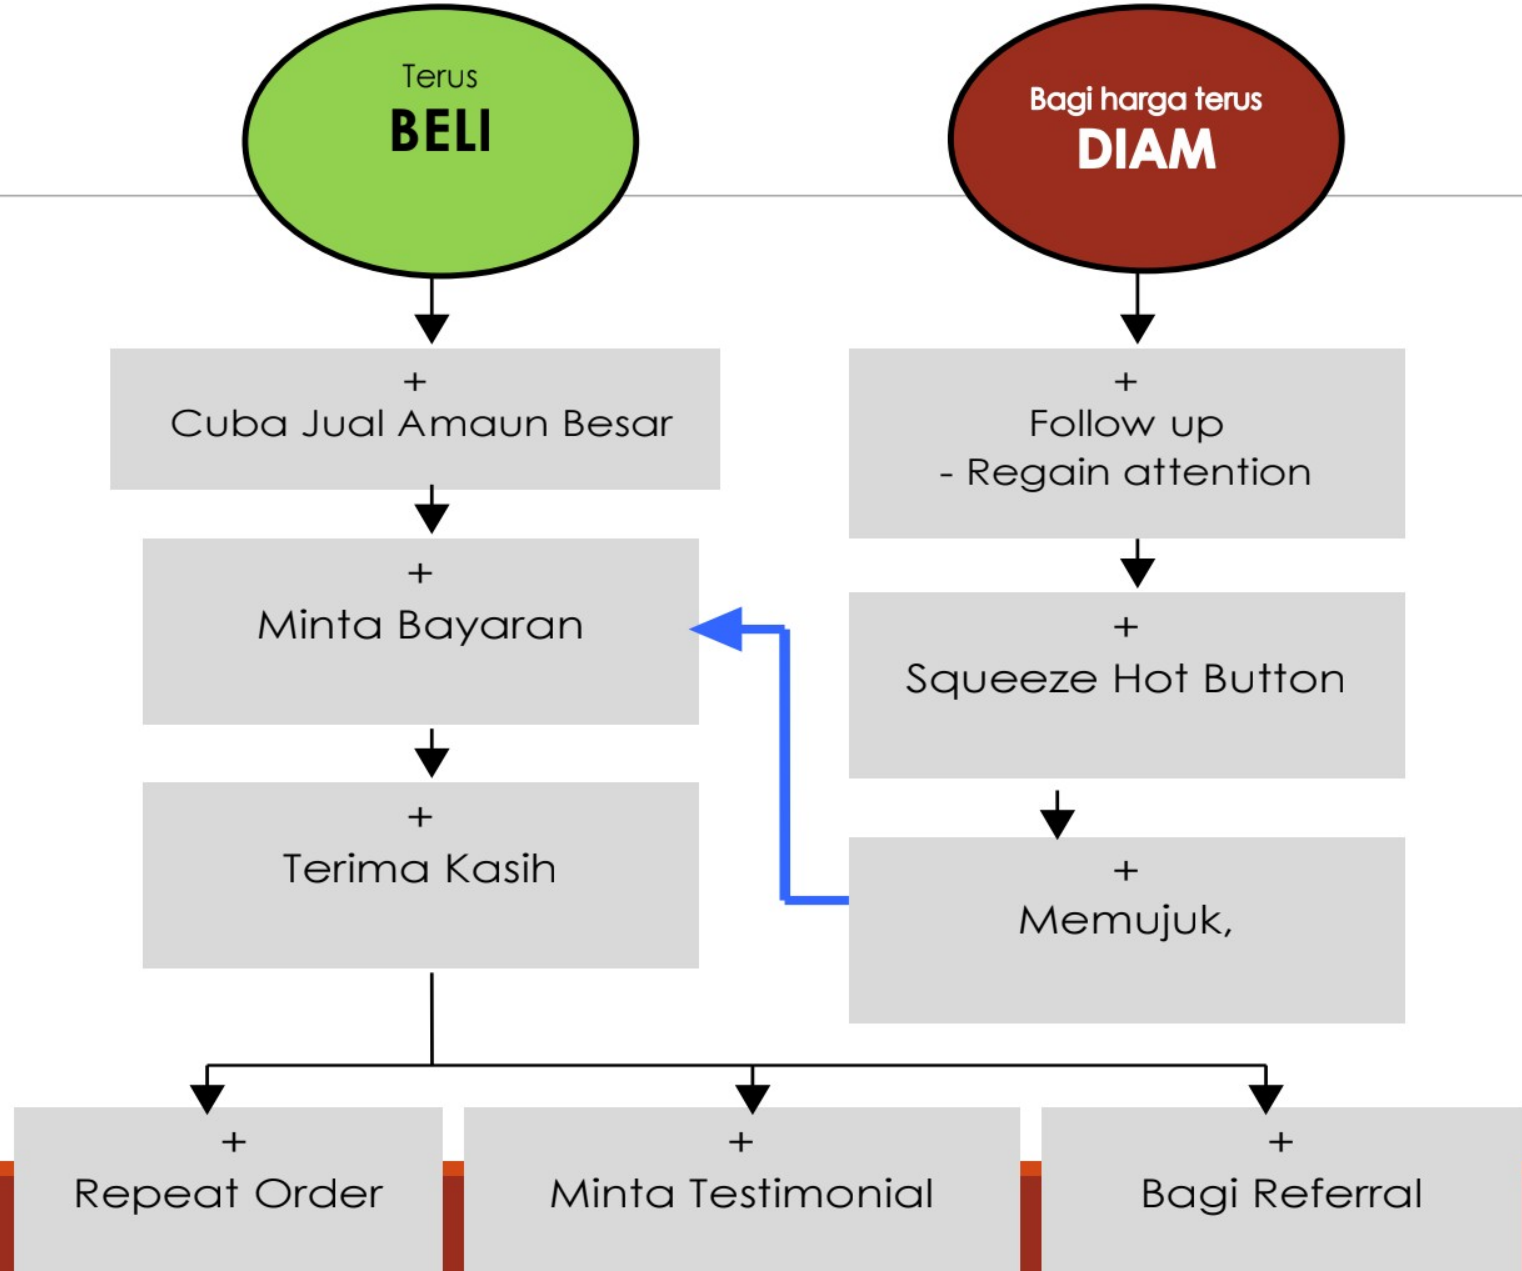 Terus
BELI
Bagi harga terus
DIAM
+
Cuba Jual Amaun Besar
+
Follow up
- Regain attention
+
Minta Bayaran
+
Squeeze Hot Button
+
Terima Kasih
+
Memujuk,
+
Repeat Order
+
Minta Testimonial
+
Bagi Referral